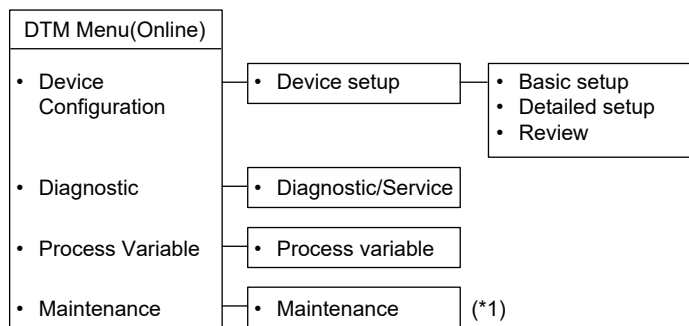 DTM Menu(Online)
• Device Configuration
• Device setup
• Basic setup
• Detailed setup
• Review
• Diagnostic
• Diagnostic/Service
• Process Variable
• Process variable
• Maintenance
• Maintenance
(*1)